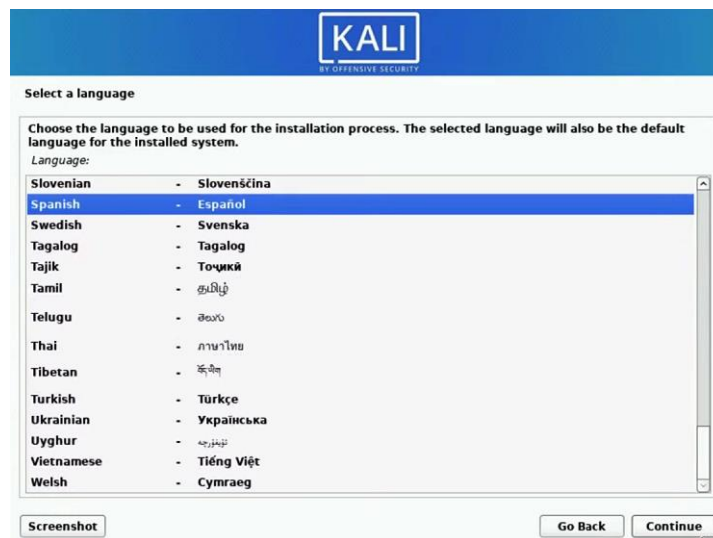 KALI
BY OFFENSIVE SECURITY
Select a language
Choose the language to be used for the installation process. The selected language will also be the default
language for the installed system.
Language:
Slovenian - Slovenščina
Spanish - Español
Swedish - Svenska
Tagalog - Tagalog
Tajik - Тоҷикӣ
Tamil - தமிழ்
Telugu - తెలుగు
Thai - ภาษาไทย
Tibetan - བོད་ཡིག
Turkish - Türkçe
Ukrainian - Українська
Uyghur - ئۇيغۇرچە
Vietnamese - Tiếng Việt
Welsh - Cymraeg
Screenshot Go Back Continue